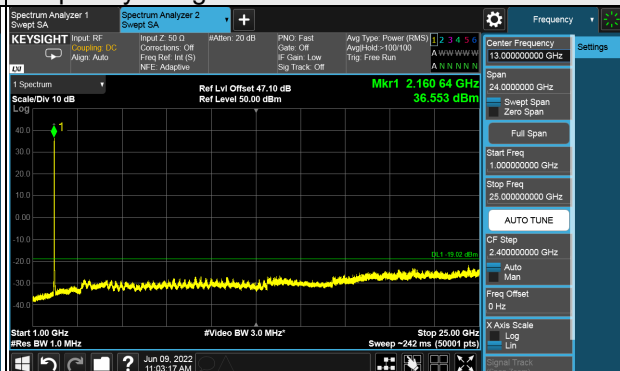 Spectrum Analyzer 1
Swept SA
Spectrum Analyzer 2
Swept SA
Frequency
KEYSIGHT
Input: RF
Coupling: DC
Align: Auto
Input Z: 50 Ω
Corrections: Off
Freq Ref: Int (S)
NFE: Adaptive
#Atten: 20 dB
PNO: Fast
Gate: Off
IF Gain: Low
Sig Track: Off
Avg Type: Power (RMS)
Avg|Hold:>100/100
Trig: Free Run
1 2 3 4 5 6
A W W W W W
A N N N N N
LXI
1 Spectrum
Scale/Div 10 dB
Log
Ref Lvl Offset 47.10 dB
Ref Level 50.00 dBm
Mkr1 2.160 64 GHz
36.553 dBm
1
40.0
30.0
20.0
10.0
0.00
-10.0
-20.0
-30.0
-40.0
DL1 -19.02 dBm
Start 1.00 GHz
#Res BW 1.0 MHz
#Video BW 3.0 MHz*
Stop 25.00 GHz
Sweep ~242 ms (50001 pts)
Jun 09, 2022
11:03:17 AM
Settings
Center Frequency
13.00000000 GHz
Span
24.0000000 GHz
Swept Span
Zero Span
Full Span
Start Freq
1.000000000 GHz
Stop Freq
25.000000000 GHz
AUTO TUNE
CF Step
2.400000000 GHz
Auto
Man
Freq Offset
0 Hz
X Axis Scale
Log
Lin
Signal Track